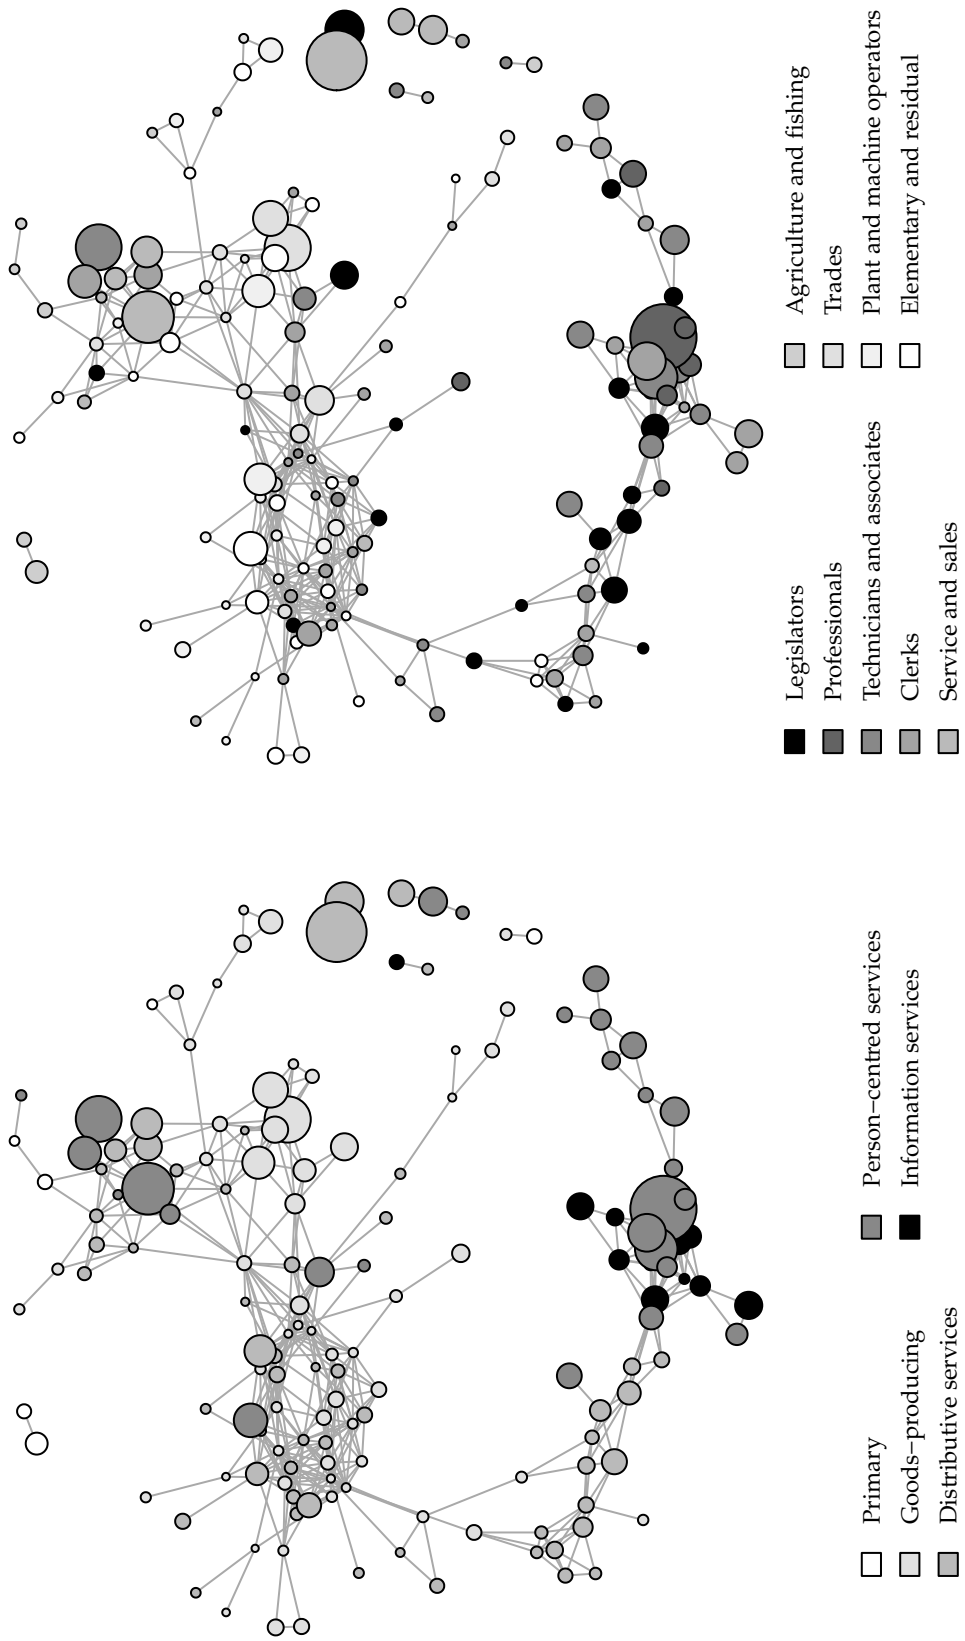 Primary
Goods−producing
Distributive services
Person−centred services
Information services
Legislators
Professionals
Technicians and associates
Clerks
Service and sales
Agriculture and fishing
Trades
Plant and machine operators
Elementary and residual